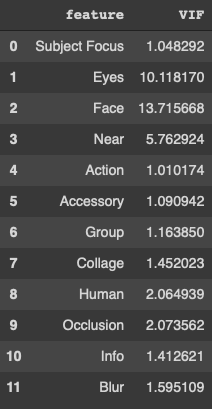 feature VIF
0 Subject Focus 1.048292
1 Eyes 10.118170
2 Face 13.715668
3 Near 5.762924
4 Action 1.010174
5 Accessory 1.090942
6 Group 1.163850
7 Collage 1.452023
8 Human 2.064939
9 Occlusion 2.073562
10 Info 1.412621
11 Blur 1.595109